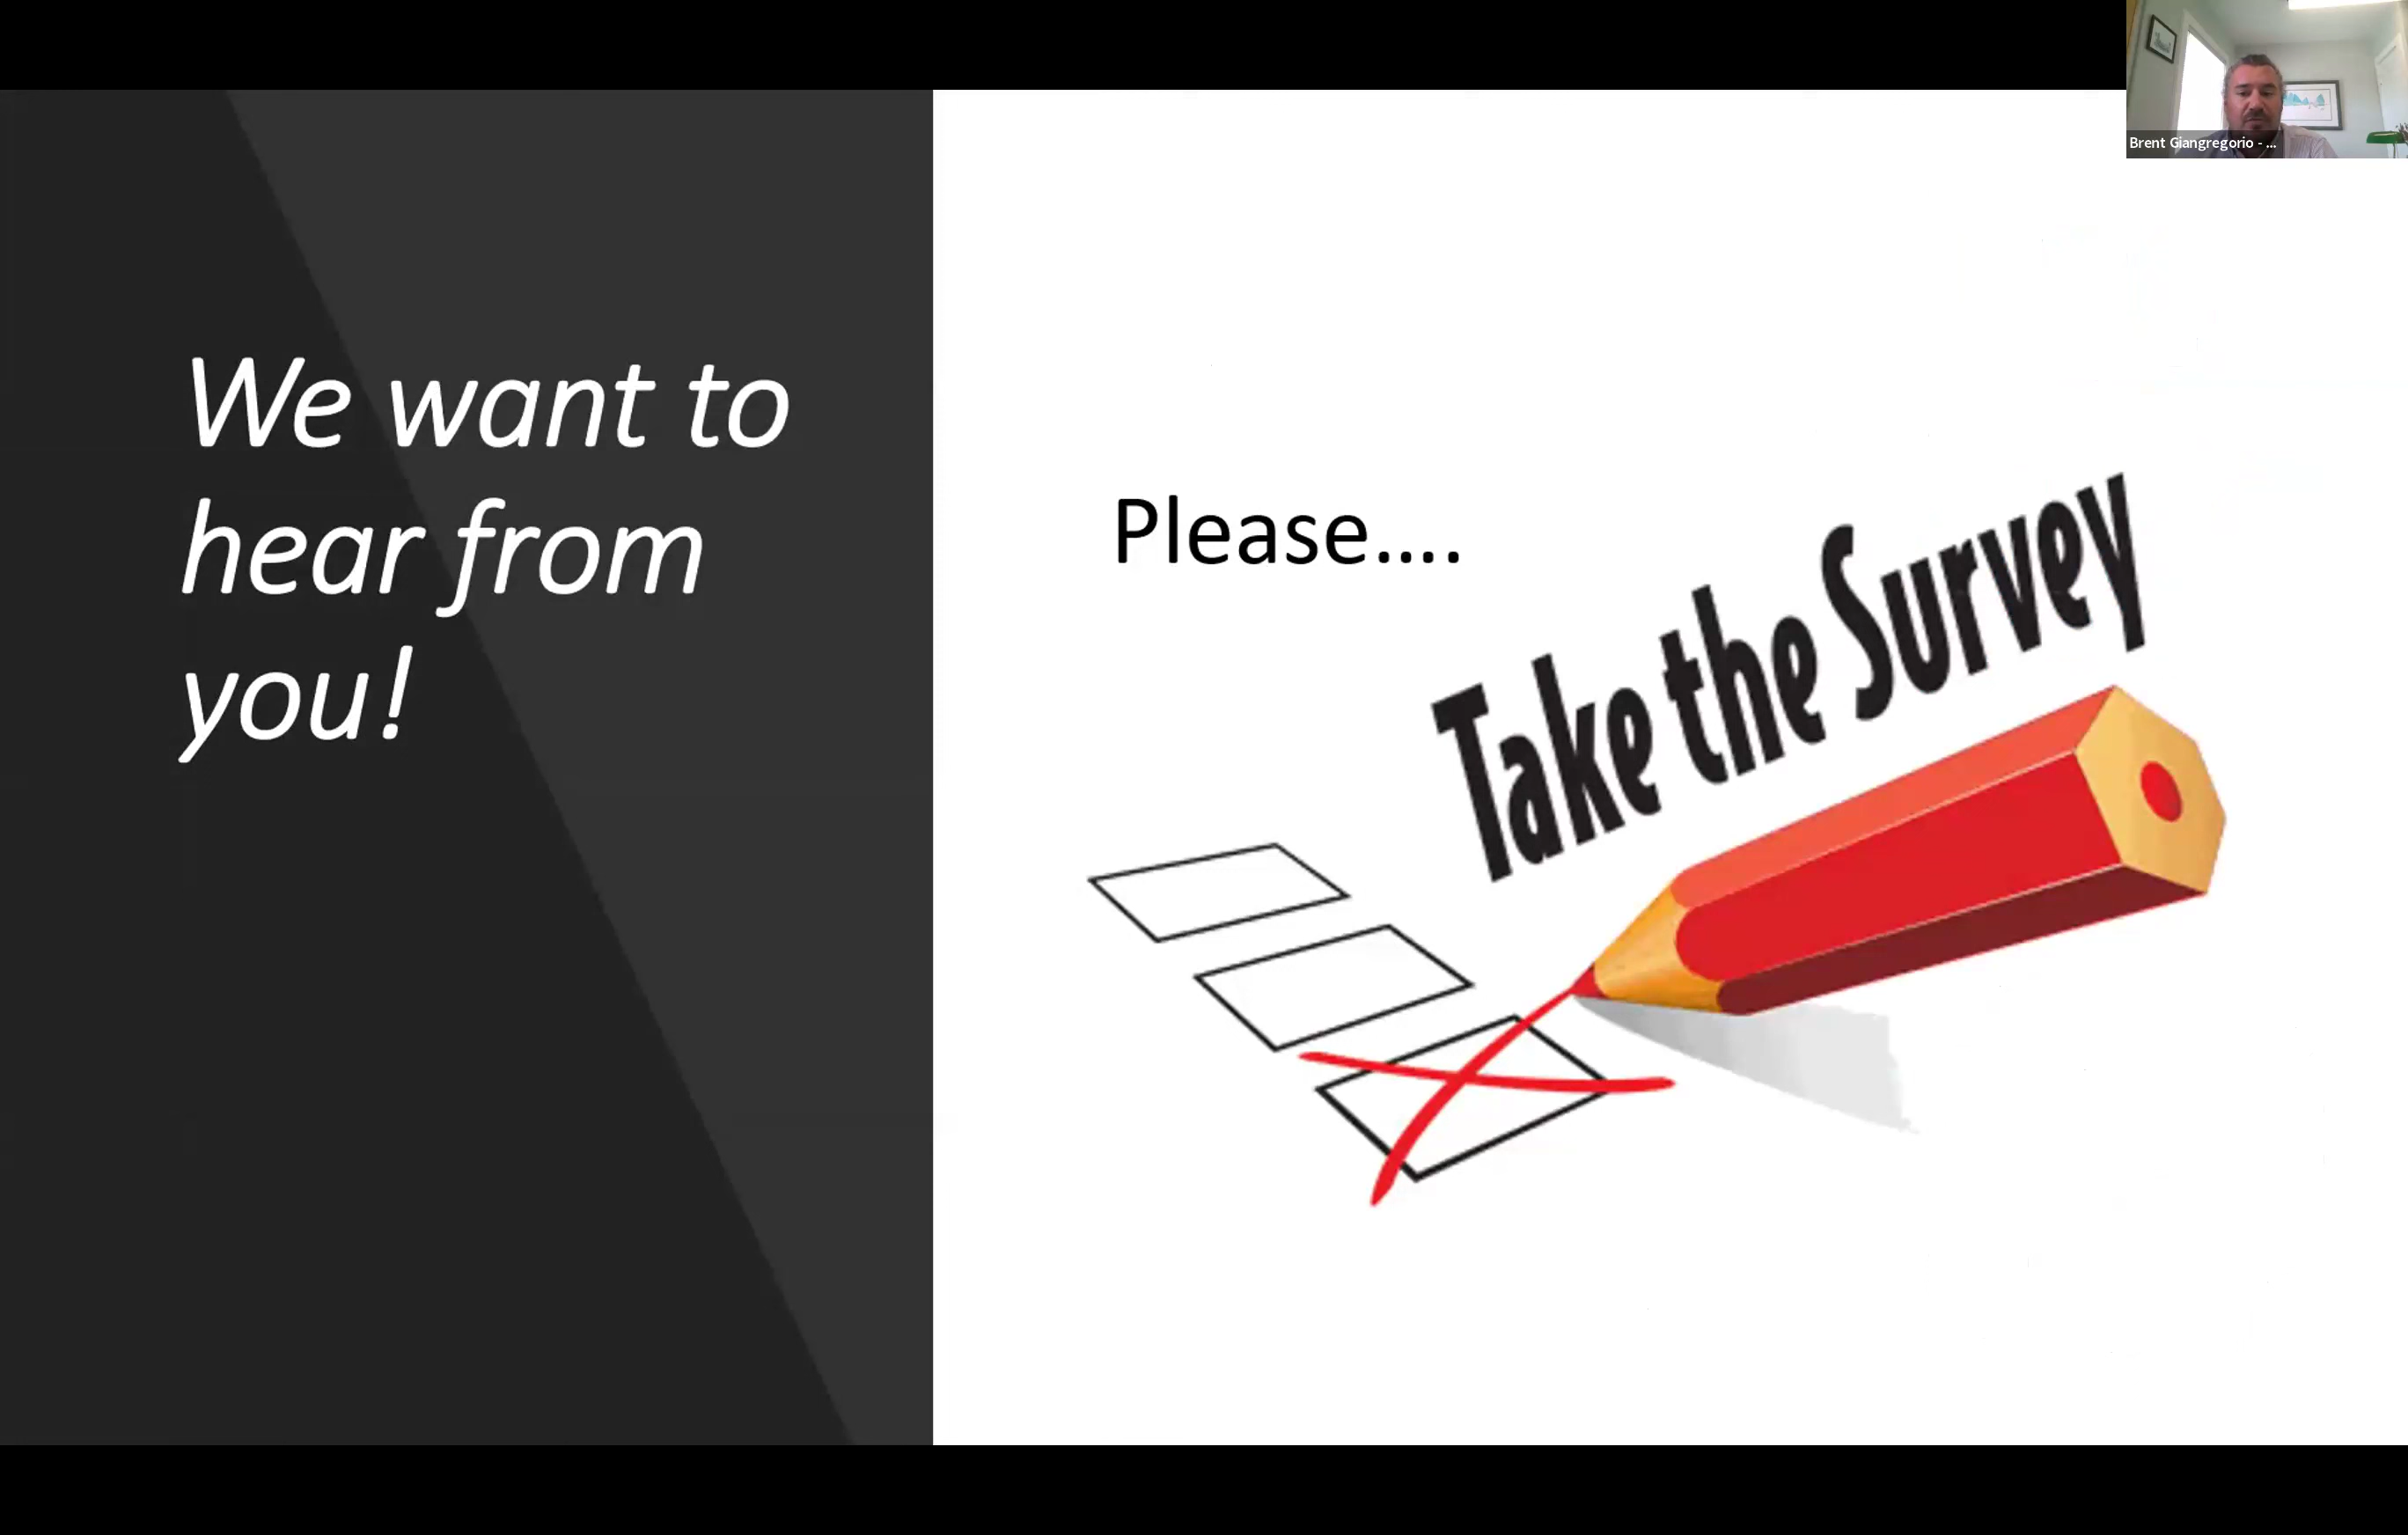 We want to
hear from
you!
Please....
Take the Survey
Brent Giangregorio - ...